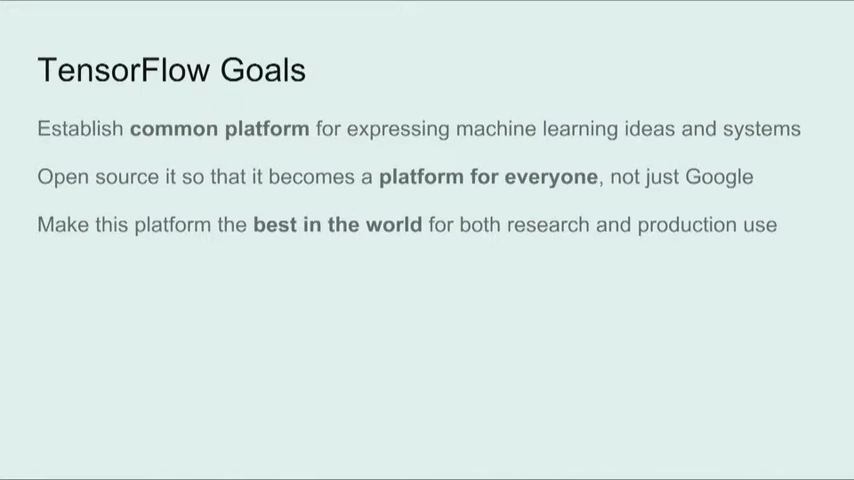 TensorFlow Goals
Establish common platform for expressing machine learning ideas and systems
Open source it so that it becomes a platform for everyone, not just Google
Make this platform the best in the world for both research and production use